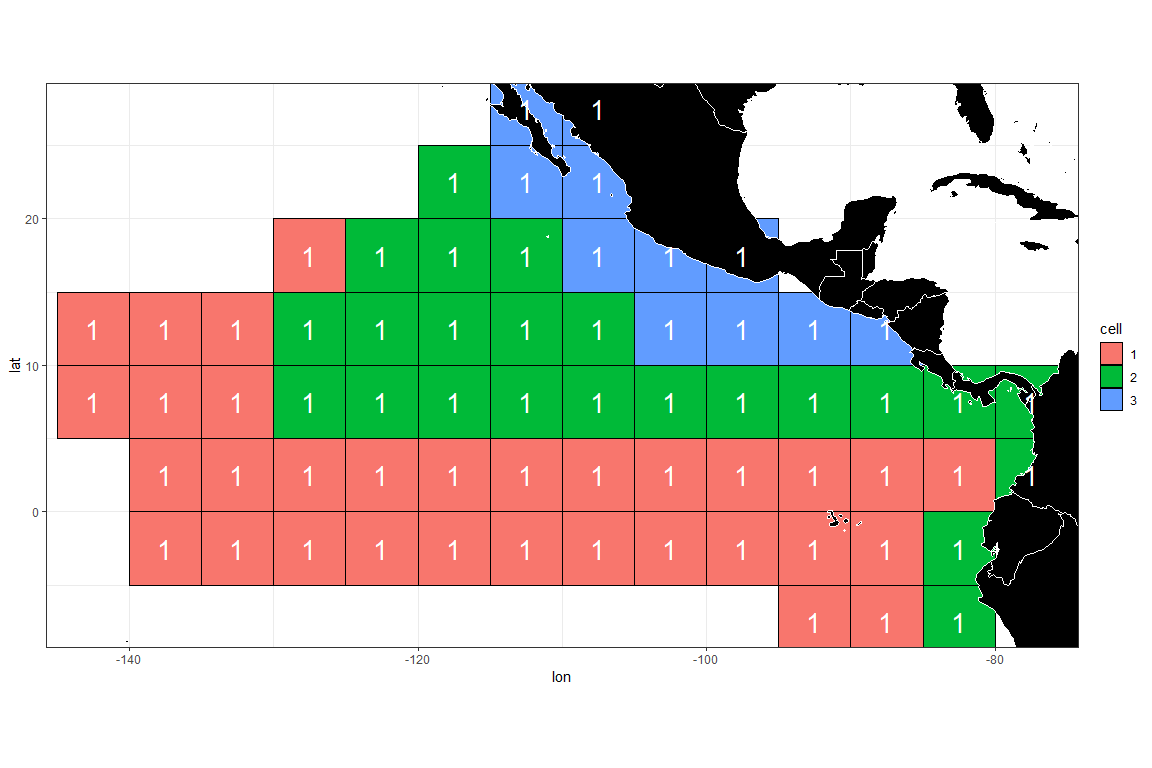 1 1
1 1 1
20
1 1 1 1 1 1 1
1 1 1 1 1 1 1 1 1 1 1 1
lat
10
1 1 1 1 1 1 1 1 1 1 1 1 1 1
1 1 1 1 1 1 1 1 1 1 1 1 1
0
1 1 1 1 1 1 1 1 1 1 1 1
1 1 1
-140 -120 -100 -80
lon
cell
1
2
3